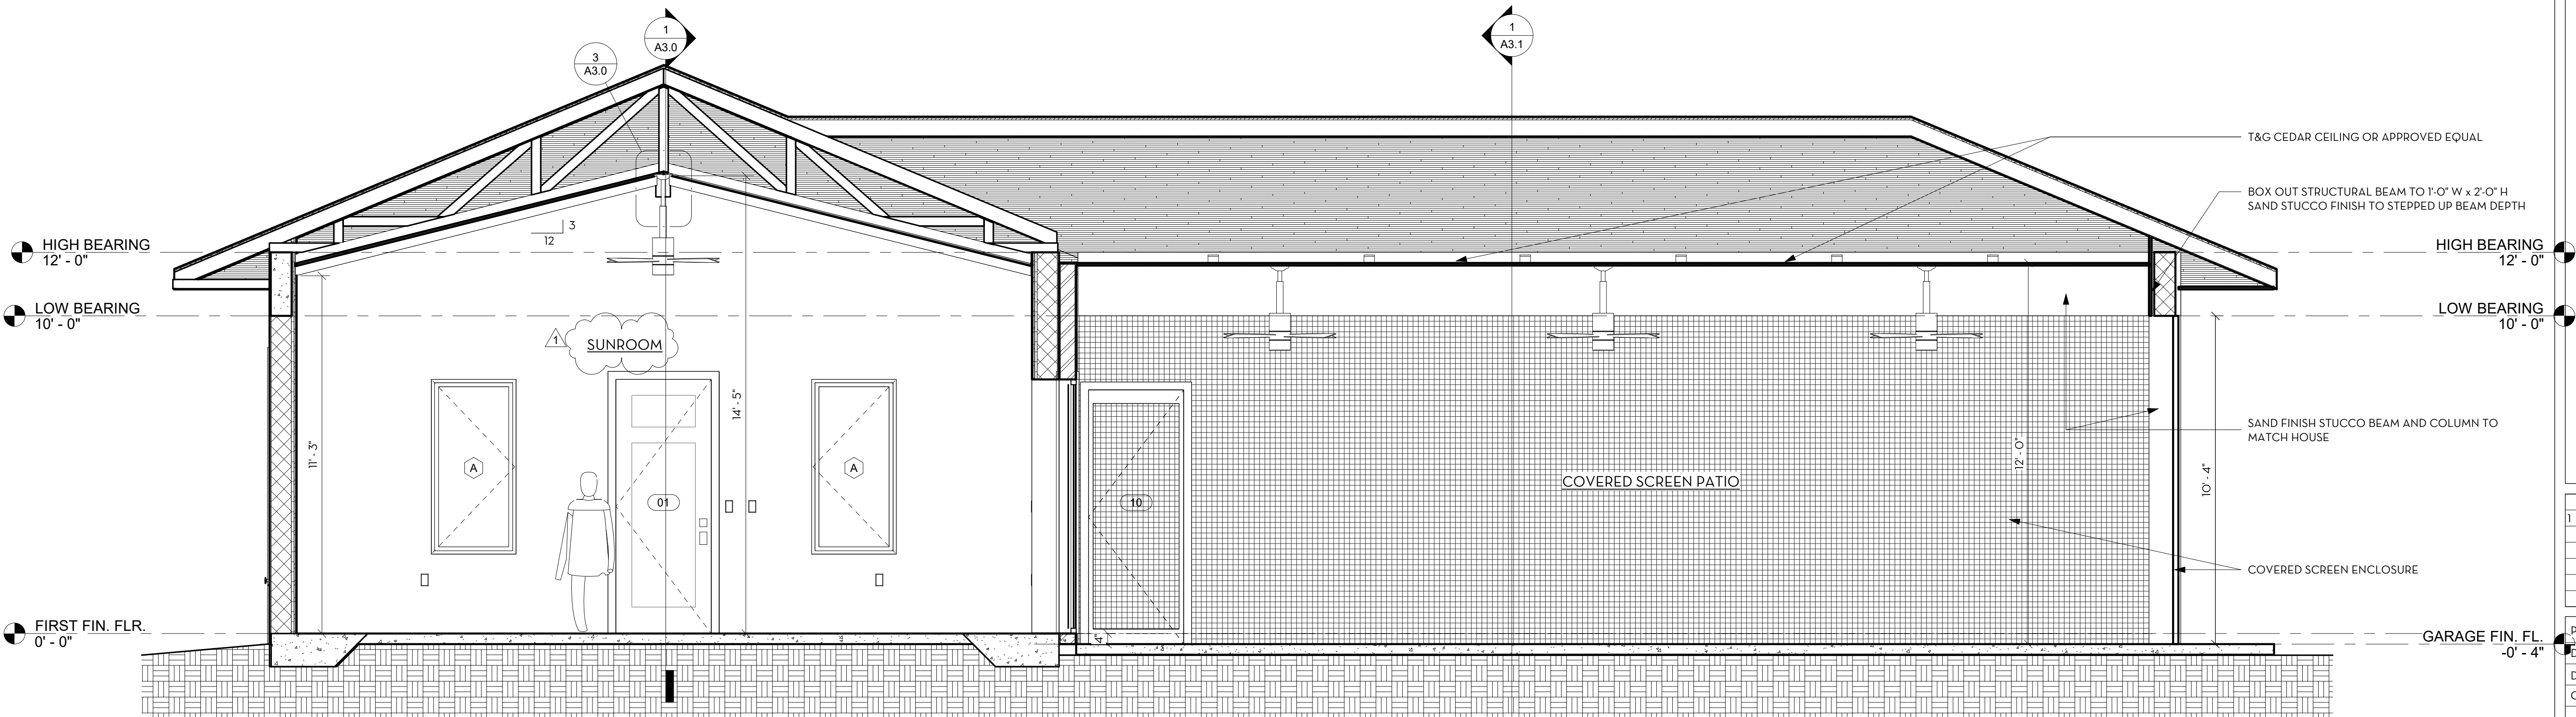 1
A3.0
1
A3.1
3
A3.0
T&G CEDAR CEILING OR APPROVED EQUAL
BOX OUT STRUCTURAL BEAM TO 1'-0" W x 2'-0" H
SAND STUCCO FINISH TO STEPPED UP BEAM DEPTH
3
12
HIGH BEARING
12' - 0"
HIGH BEARING
12' - 0"
LOW BEARING
10' - 0"
LOW BEARING
10' - 0"
1
SUNROOM
14' - 5"
11' - 3"
A
A
01
10
SAND FINISH STUCCO BEAM AND COLUMN TO
MATCH HOUSE
12' - 0"
10' - 4"
COVERED SCREEN PATIO
1
COVERED SCREEN ENCLOSURE
FIRST FIN. FLR.
0' - 0"
4"
GARAGE FIN. FL.
-0' - 4"